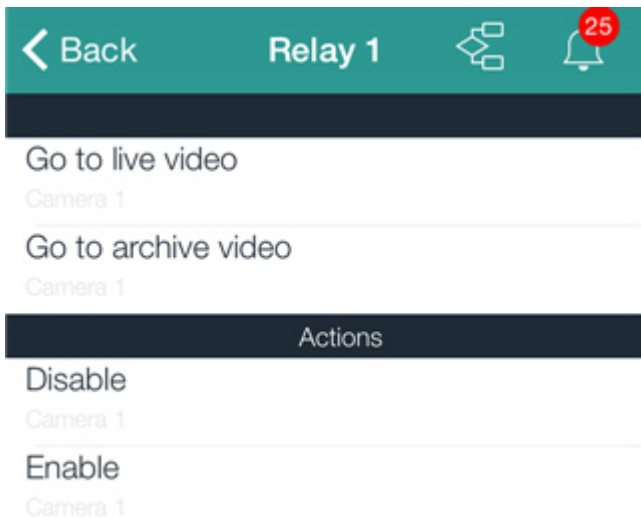 Back
Relay 1
25
Go to live video
Camera 1
Go to archive video
Camera 1
Actions
Disable
Camera 1
Enable
Camera 1